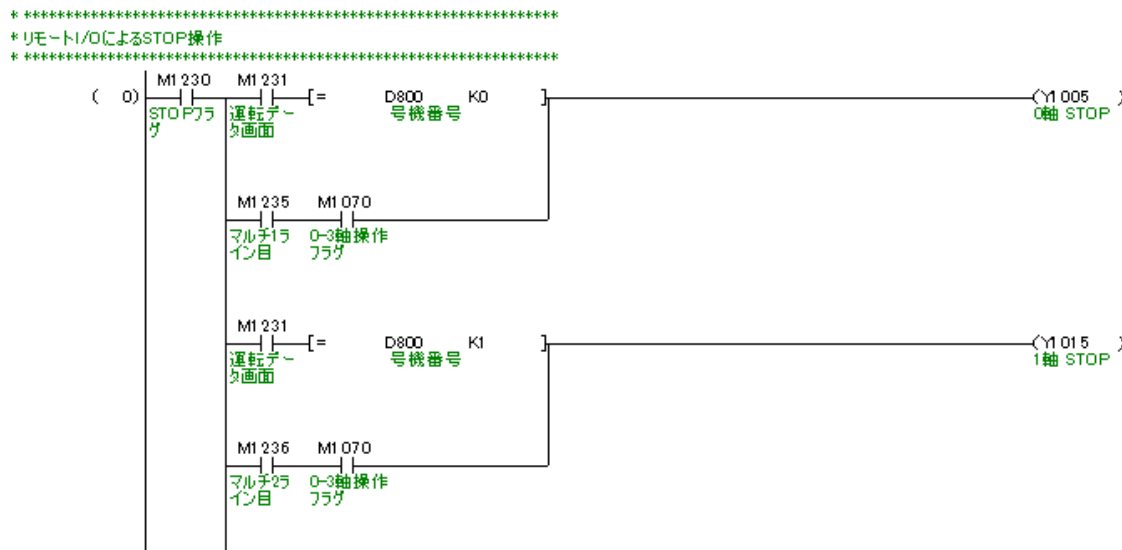 * ****************************************************************
* リモートI/OによるSTOP操作
* ****************************************************************
M1230 M1231
( 0) [= D800 K0 ] (Y1005 )
STOPフラグ 運転データ画面 号機番号 0軸 STOP
M1235 M1070
マルチ1ライン目 0-3軸操作フラグ
M1231
[= D800 K1 ] (Y1015 )
運転データ画面 号機番号 1軸 STOP
M1236 M1070
マルチ2ライン目 0-3軸操作フラグ